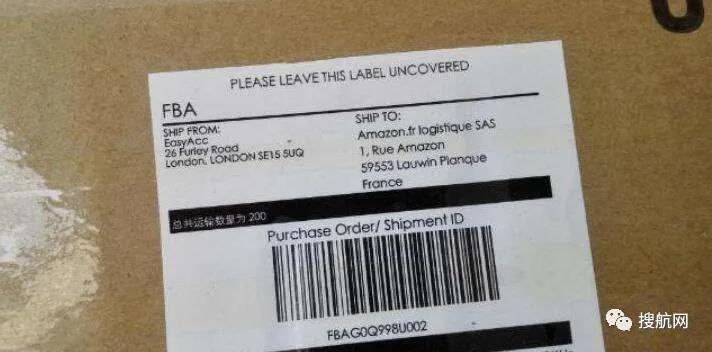 PLEASE LEAVE THIS LABEL UNCOVERED
FBA
SHIP FROM:
EasyAcc
26 Furley Road
London, LONDON SE15 5UQ
SHIP TO:
Amazon.fr logistique SAS
1, Rue Amazon
59553 Lauwin Planque
France
总共运输数量为 200
Purchase Order/ Shipment ID
FBAG0Q998U002
搜航网